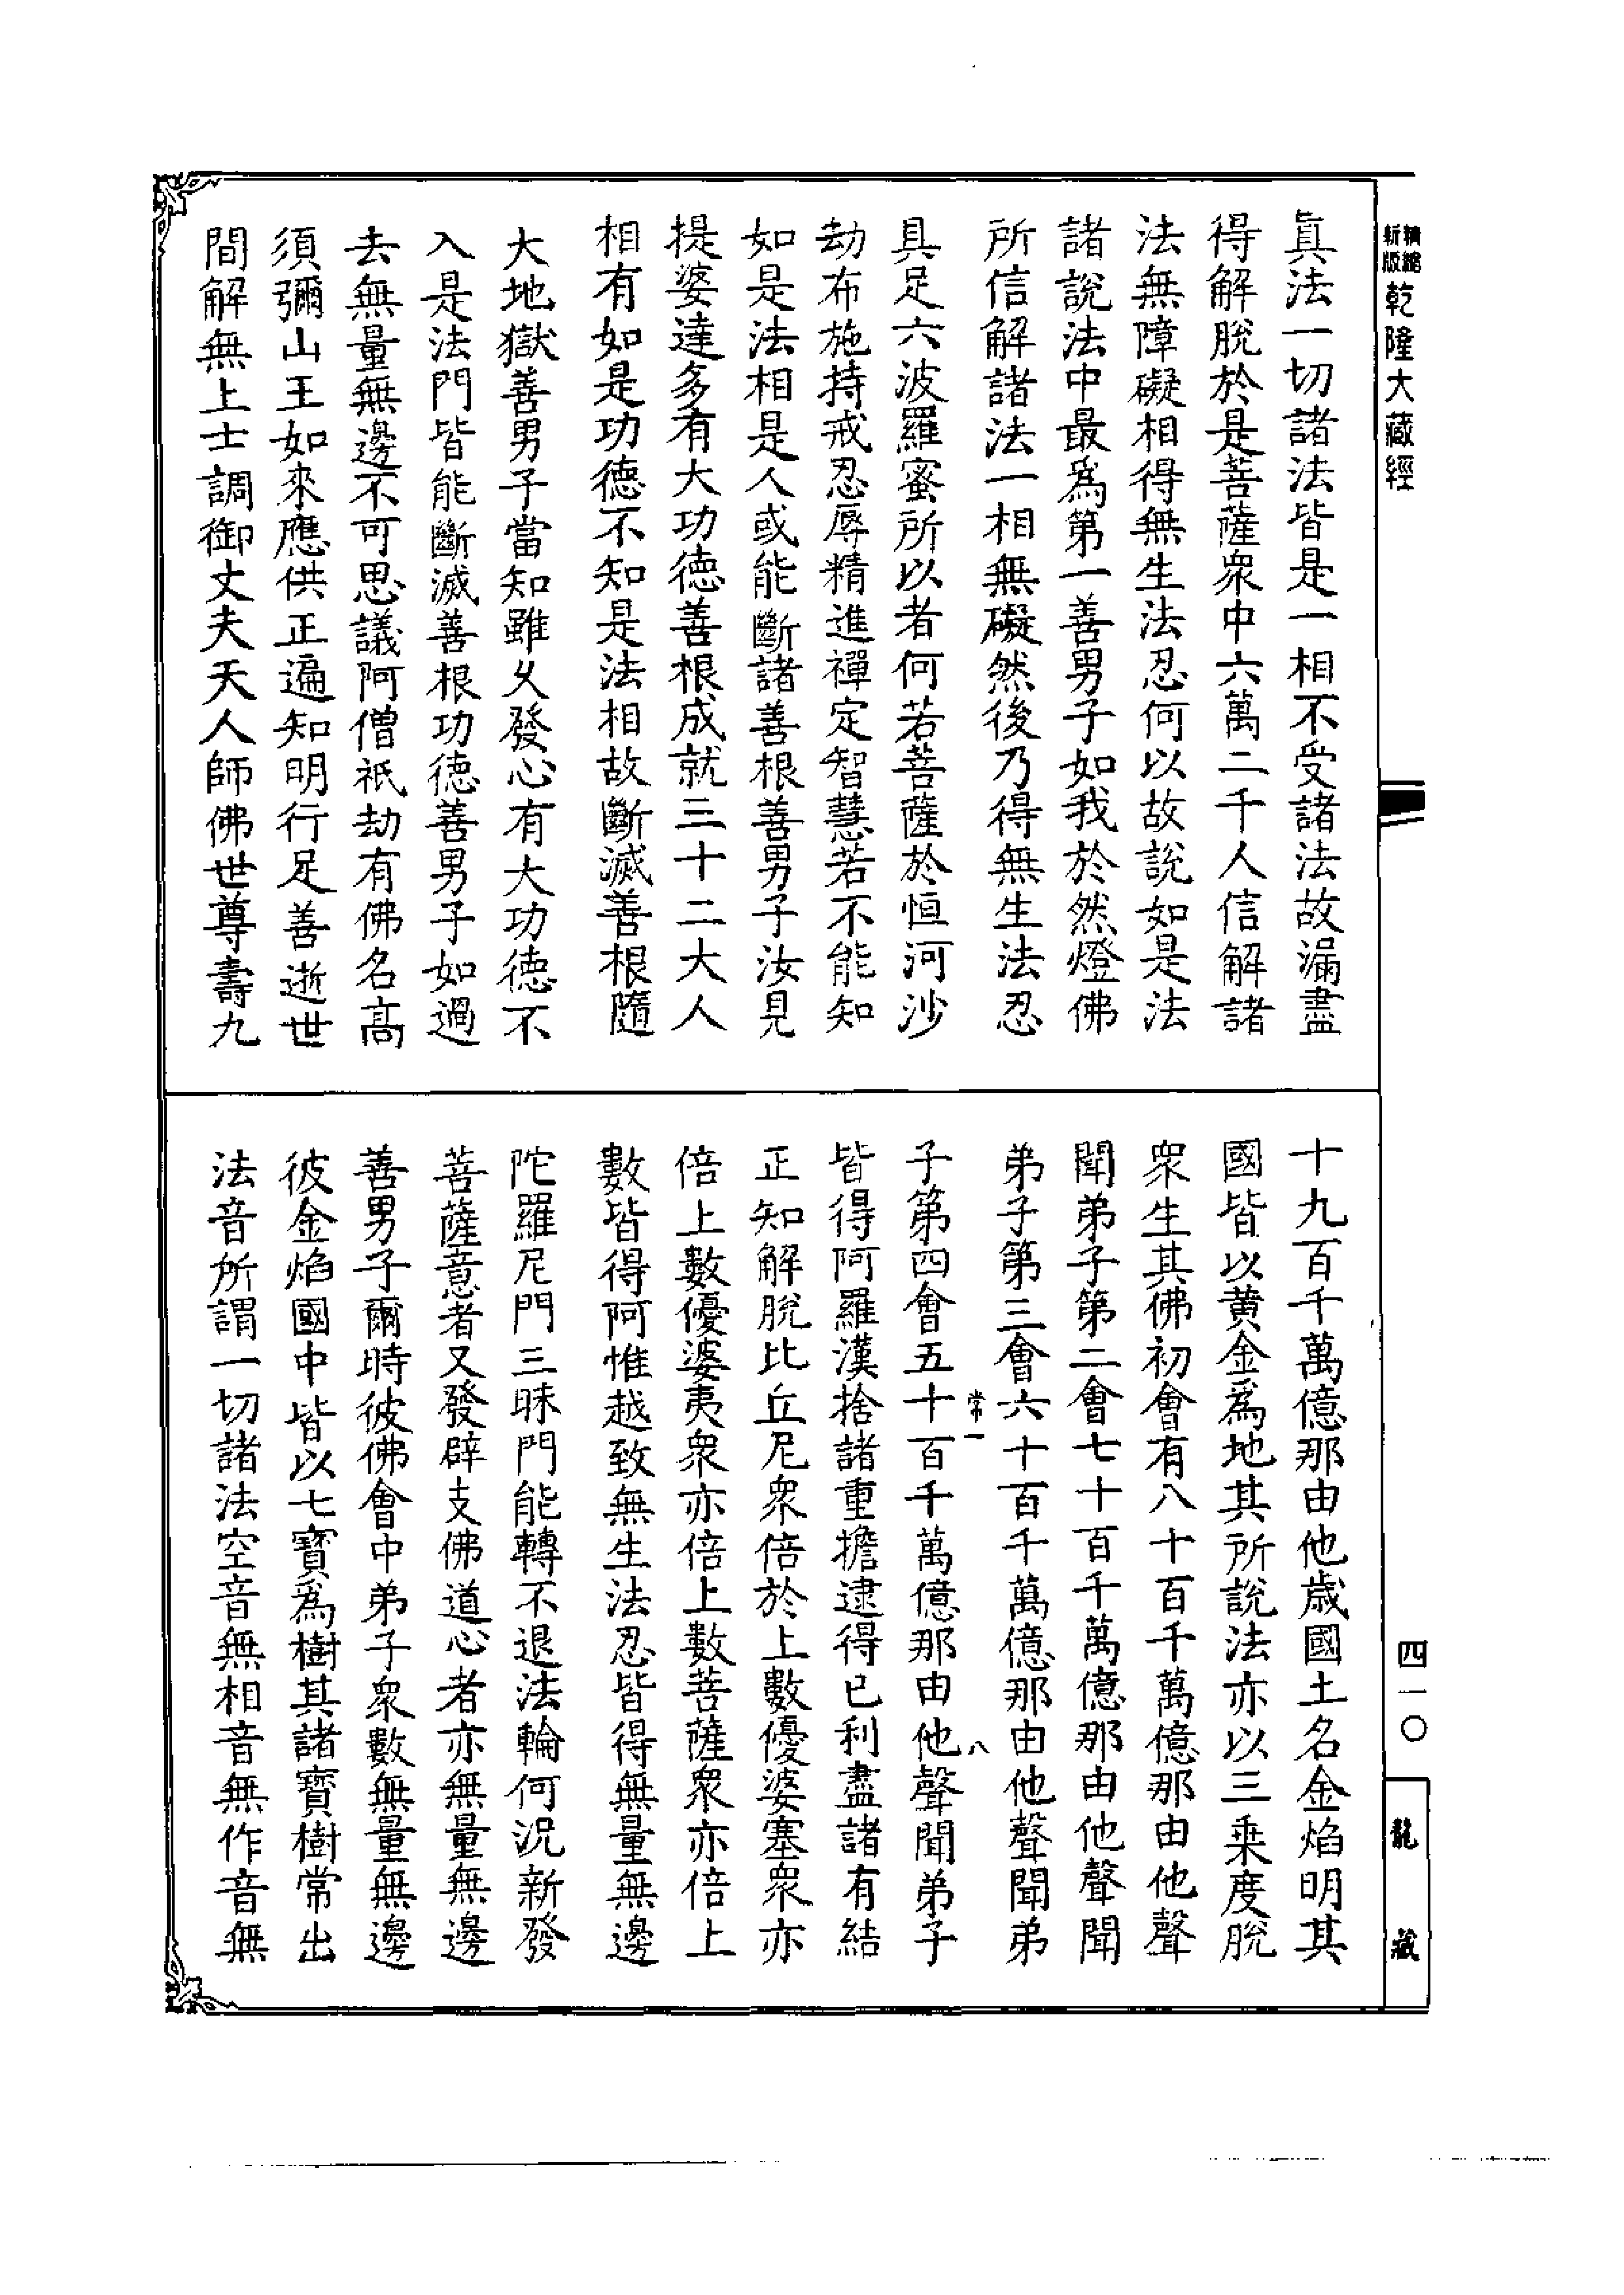 精縮新版乾隆大藏經
眞法一切諸法皆是一相不受諸法故漏盡
得解脫於是菩薩衆中六萬二千人信解諸
法無障礙相得無生法忍何以故說如是法
諸說法中最爲第一善男子如我於然燈佛
所信解諸法一相無礙然後乃得無生法忍
具足六波羅蜜所以者何若菩薩於恒河沙
劫布施持戒忍辱精進禪定智慧若不能知
如是法相是人或能斷諸善根善男子汝見
提婆達多有大功德善根成就三十二大人
相有如是功德不知是法相故斷滅善根隨
大地獄善男子當知雖久發心有大功德不
入是法門皆能斷滅善根功德善男子如過
去無量無邊不可思議阿僧祇劫有佛名高
須彌山王如來應供正遍知明行足善逝世
間解無上士調御丈夫天人師佛世尊壽九
十九百千萬億那由他歲國土名金焰明其
國皆以黄金爲地其所說法亦以三乗度脫
衆生其佛初會有八十百千萬億那由他聲
聞弟子第二會七十百千萬億那由他聲聞
弟子第三會六十百千萬億那由他聲聞弟
常一 八
子第四會五十百千萬億那由他聲聞弟子
皆得阿羅漢捨諸重擔逮得已利盡諸有結
正知解脫比丘尼衆倍於上數優婆塞衆亦
倍上數優婆夷衆亦倍上數菩薩衆亦倍上
數皆得阿惟越致無生法忍皆得無量無邊
陀羅尼門三昧門能轉不退法輪何況新發
菩薩意者又發辟支佛道心者亦無量無邊
善男子爾時彼佛會中弟子衆數無量無邊
彼金焰國中皆以七寳爲樹其諸寳樹常出
法音所謂一切諸法空音無相音無作音無
四一〇
龍藏